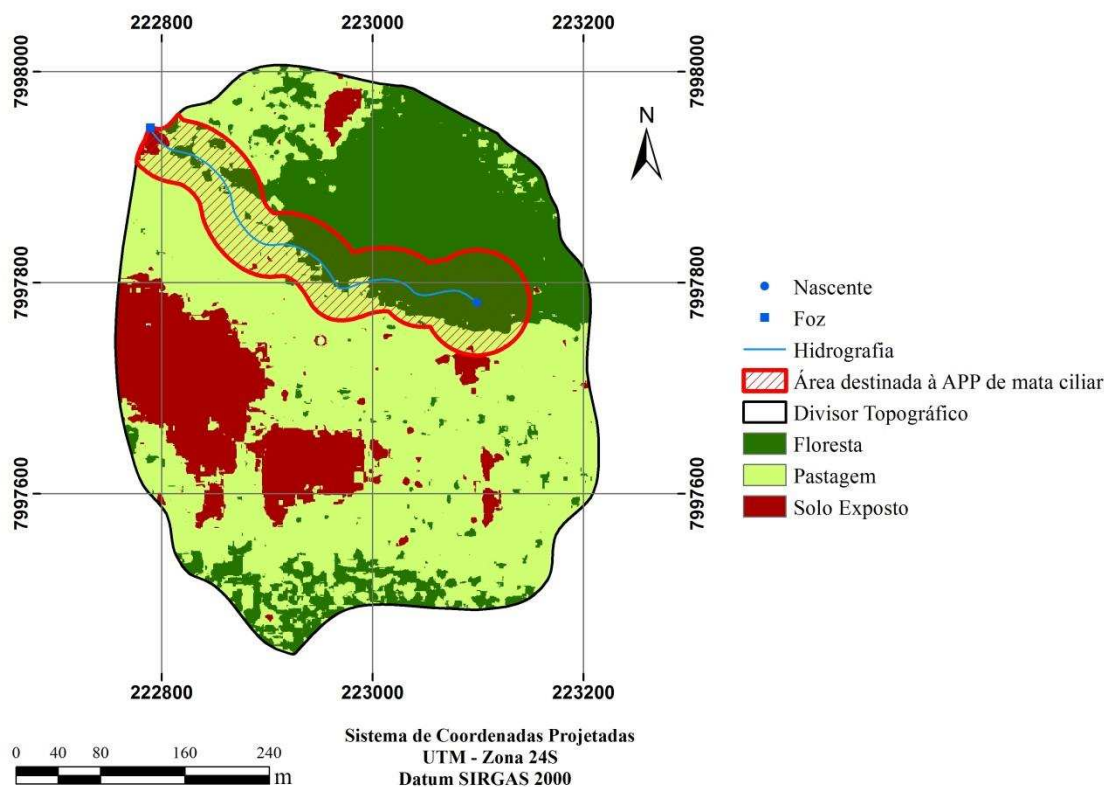 222800 223000 223200
7998000 7998000
N
7997800 7997800
7997600 7997600
Nascente
Foz
Hidrografia
Área destinada à APP de mata ciliar
Divisor Topográfico
Floresta
Pastagem
Solo Exposto
222800 223000 223200
0 40 80 160 240
m
Sistema de Coordenadas Projetadas
UTM - Zona 24S
Datum SIRGAS 2000